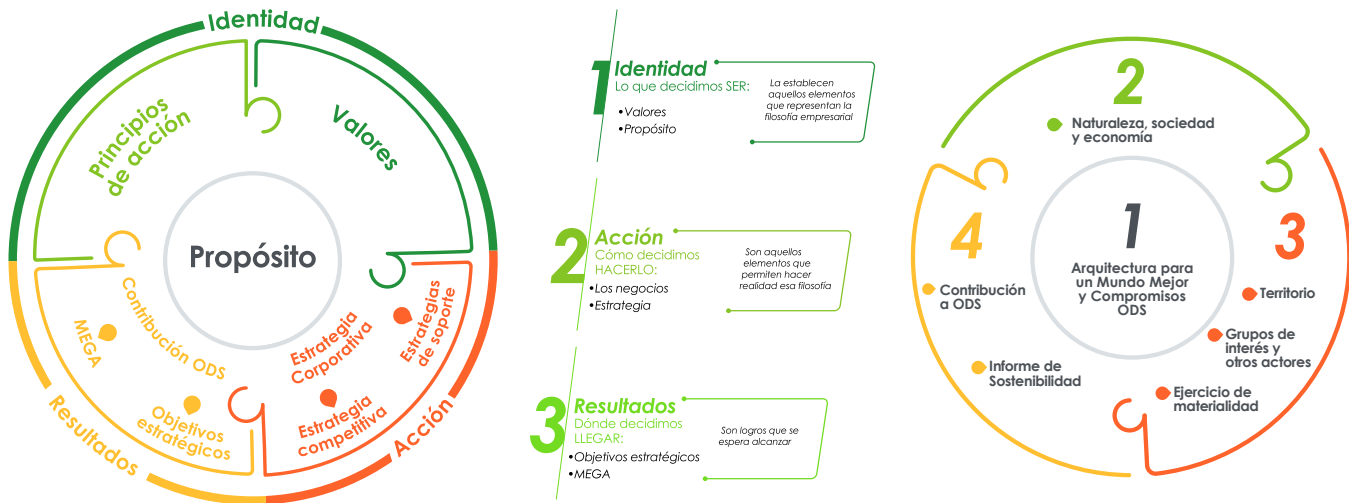 Identidad
Principios
de acción
Valores
Propósito
Contribución ODS
MEGA
Objetivos
estratégicos
Resultados
Estrategia
Corporativa
Estrategias
de soporte
Estrategia
competitiva
Acción
1
Identidad
Lo que decidimos SER:
•Valores
•Propósito
La establecen
aquellos elementos
que representan la
filosofía empresarial
2
Acción
Cómo decidimos
HACERLO:
•Los negocios
•Estrategia
Son aquellos
elementos que
permiten hacer
realidad esa filosofía
3
Resultados
Dónde decidimos
LLEGAR:
•Objetivos estratégicos
•MEGA
Son logros que se
espera alcanzar
2
Naturaleza, sociedad
y economía
1
Arquitectura para
un Mundo Mejor
y Compromisos
ODS
3
Territorio
Grupos de
interés y
otros actores
Ejercicio de
materialidad
4
Contribución
a ODS
Informe de
Sostenibilidad